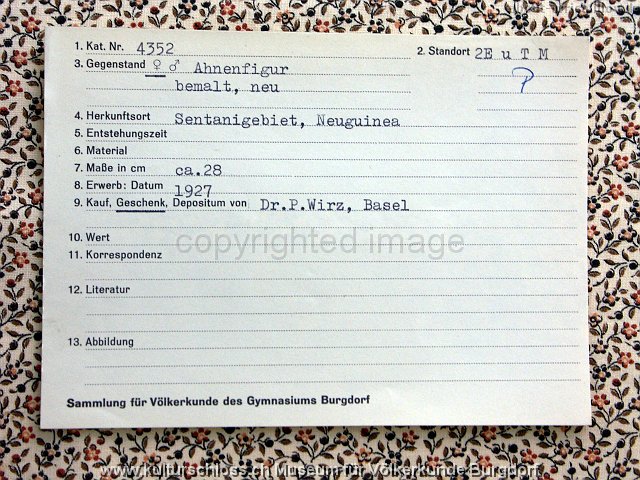 1. Kat. Nr. 4352 2. Standort 2E u T M
3. Gegenstand ♀ ♂ Ahnenfigur P
bemalt, neu
4. Herkunftsort Sentanigebiet, Neuguinea
5. Entstehungszeit
6. Material
7. Maße in cm ca.28
8. Erwerb: Datum 1927
9. Kauf, Geschenk, Depositum von Dr.P.Wirz, Basel
10. Wert
copyrighted image
11. Korrespondenz
12. Literatur
13. Abbildung
Sammlung für Völkerkunde des Gymnasiums Burgdorf
www.kulturschloss.ch Museum für Völkerkunde Burgdorf